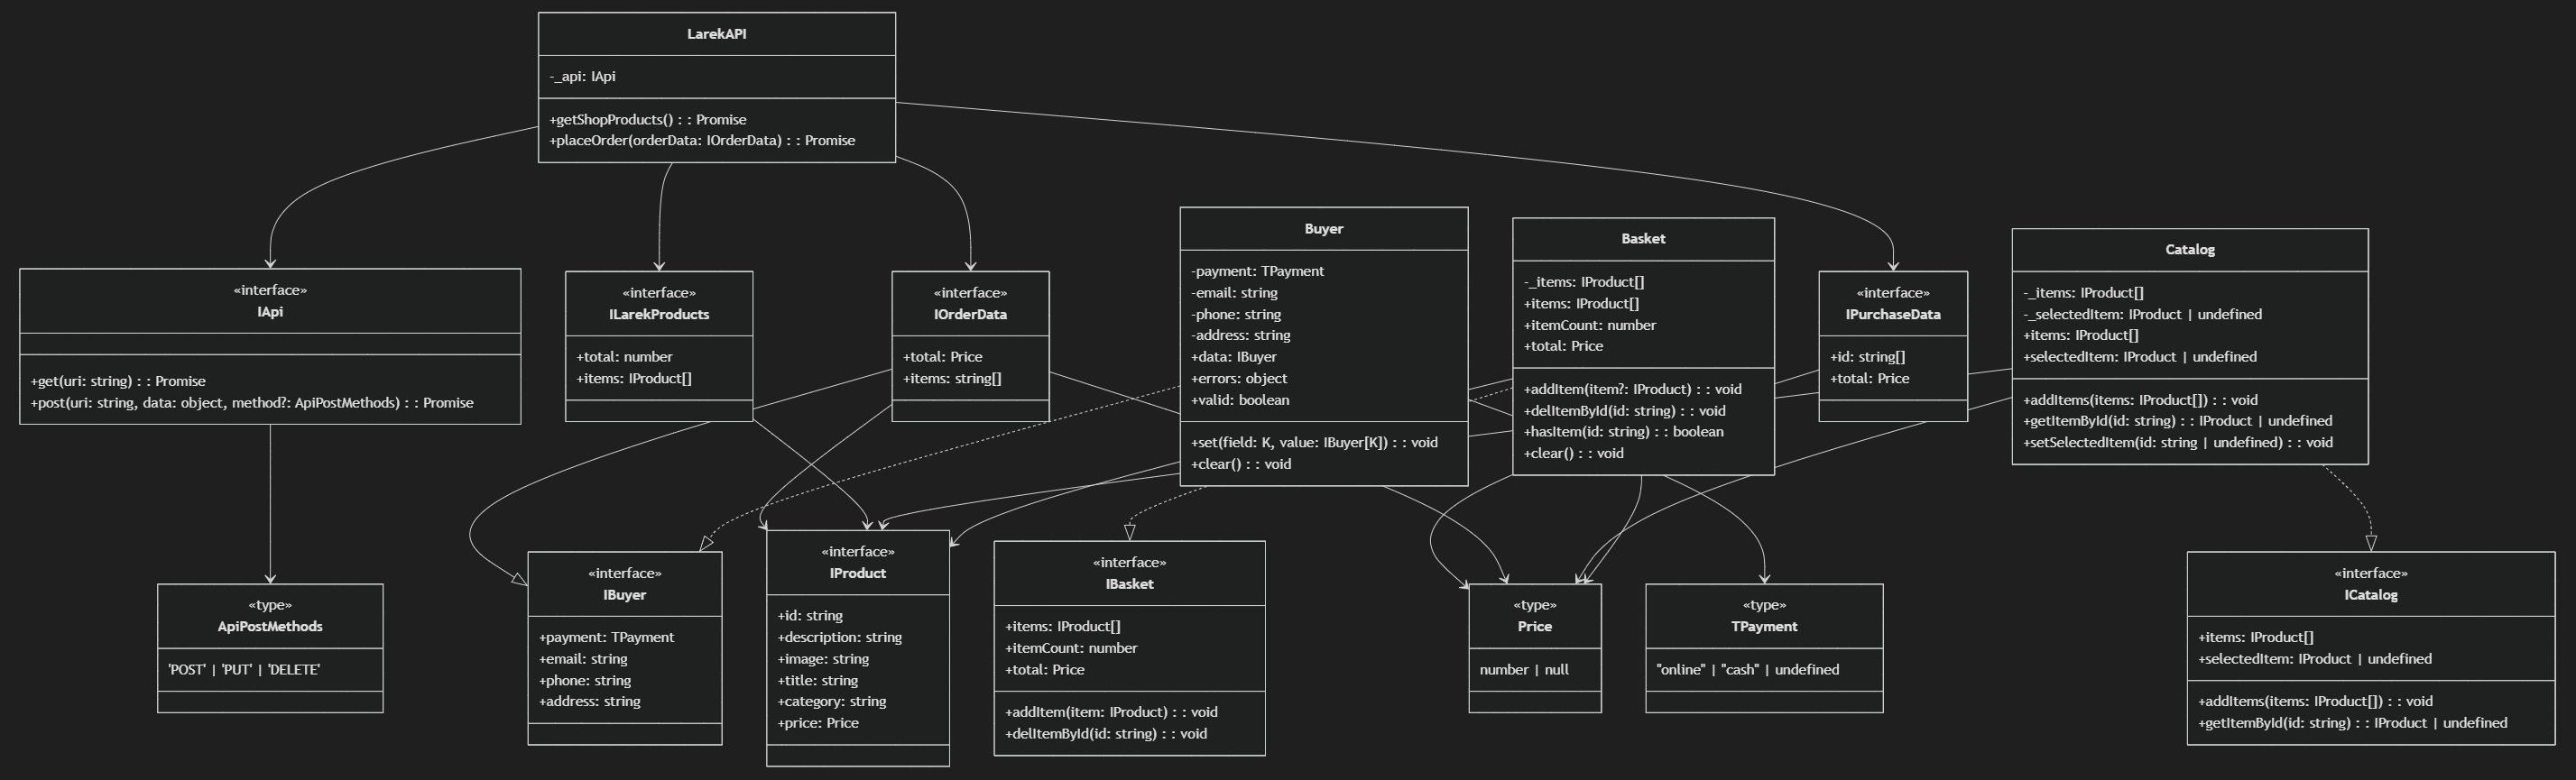 LarekAPI
-_api: IApi
+getShopProducts() : : Promise
+placeOrder(orderData: IOrderData) : : Promise
«interface»
IApi
+get(uri: string) : : Promise
+post(uri: string, data: object, method?: ApiPostMethods) : : Promise
«interface»
ILarekProducts
+total: number
+items: IProduct[]
«interface»
IOrderData
+total: Price
+items: string[]
Buyer
-payment: TPayment
-email: string
-phone: string
-address: string
+data: IBuyer
+errors: object
+valid: boolean
+set(field: K, value: IBuyer[K]) : : void
+clear() : : void
Basket
-_items: IProduct[]
+items: IProduct[]
+itemCount: number
+total: Price
+addItem(item?: IProduct) : : void
+delItemById(id: string) : : void
+hasItem(id: string) : : boolean
+clear() : : void
«interface»
IPurchaseData
+id: string[]
+total: Price
Catalog
-_items: IProduct[]
-_selectedItem: IProduct | undefined
+items: IProduct[]
+selectedItem: IProduct | undefined
+addItems(items: IProduct[]) : : void
+getItemById(id: string) : : IProduct | undefined
+setSelectedItem(id: string | undefined) : : void
«type»
ApiPostMethods
'POST' | 'PUT' | 'DELETE'
«interface»
IBuyer
+payment: TPayment
+email: string
+phone: string
+address: string
«interface»
IProduct
+id: string
+description: string
+image: string
+title: string
+category: string
+price: Price
«interface»
IBasket
+items: IProduct[]
+itemCount: number
+total: Price
+addItem(item: IProduct) : : void
+delItemById(id: string) : : void
«type»
Price
number | null
«type»
TPayment
"online" | "cash" | undefined
«interface»
ICatalog
+items: IProduct[]
+selectedItem: IProduct | undefined
+addItems(items: IProduct[]) : : void
+getItemById(id: string) : : IProduct | undefined